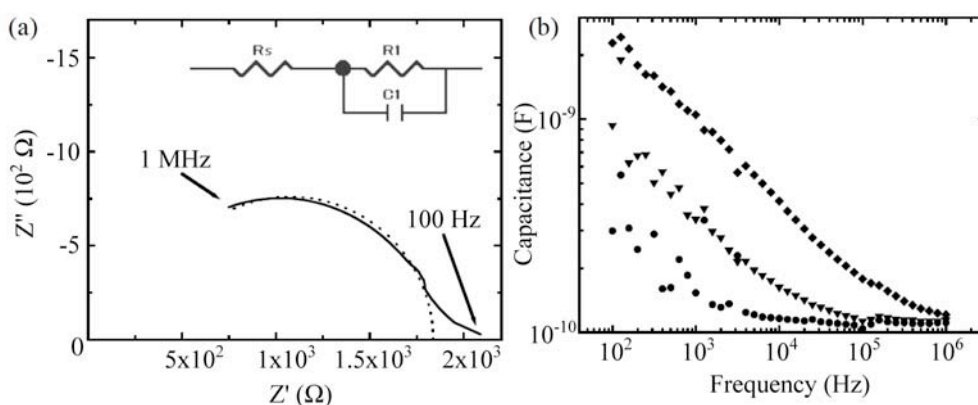 (a)
-15
-10
-5
0
Z" (10² Ω)
Rs
R1
C1
1 MHz
100 Hz
0
5x10²
1x10³
1.5x10³
2x10³
Z' (Ω)
(b)
10⁻⁹
10⁻¹⁰
Capacitance (F)
10²
10³
10⁴
10⁵
10⁶
Frequency (Hz)